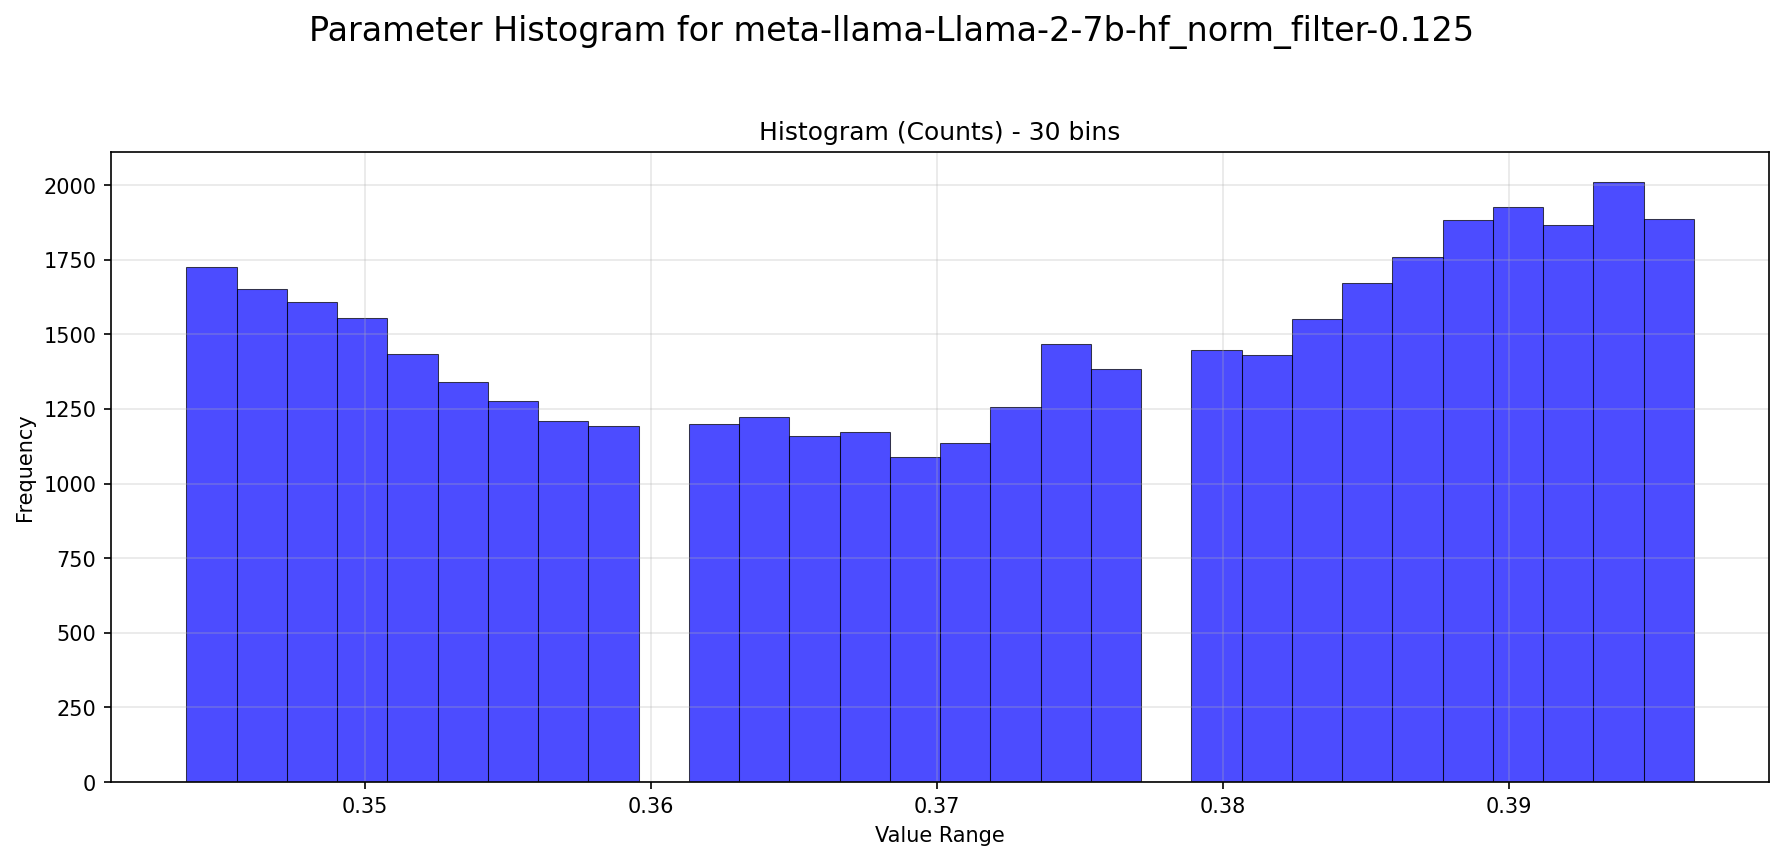 Parameter Histogram for meta-llama-Llama-2-7b-hf_norm_filter-0.125
Histogram (Counts) - 30 bins
2000
1750
1500
1250
1000
750
500
250
0
Frequency
0.35 0.36 0.37 0.38 0.39
Value Range